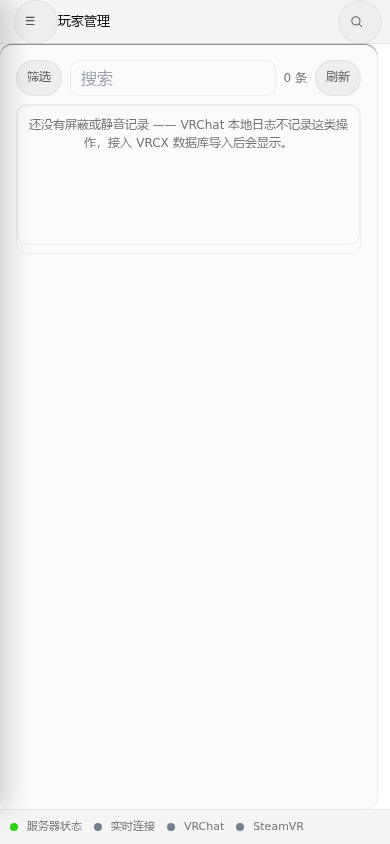 ☰ 玩家管理
筛选 搜索 0 条 刷新
还没有屏蔽或静音记录 —— VRChat 本地日志不记录这类操
作，接入 VRCX 数据库导入后会显示。
服务器状态 实时连接 VRChat SteamVR